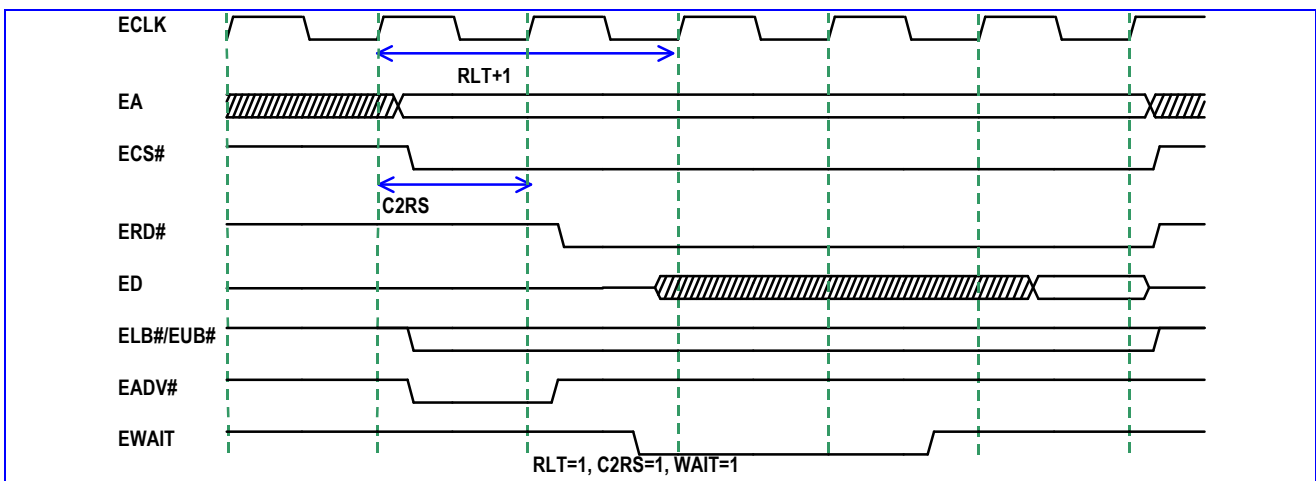 ECLK
RLT+1
EA
ECS#
C2RS
ERD#
ED
ELB#/EUB#
EADV#
EWAIT
RLT=1, C2RS=1, WAIT=1